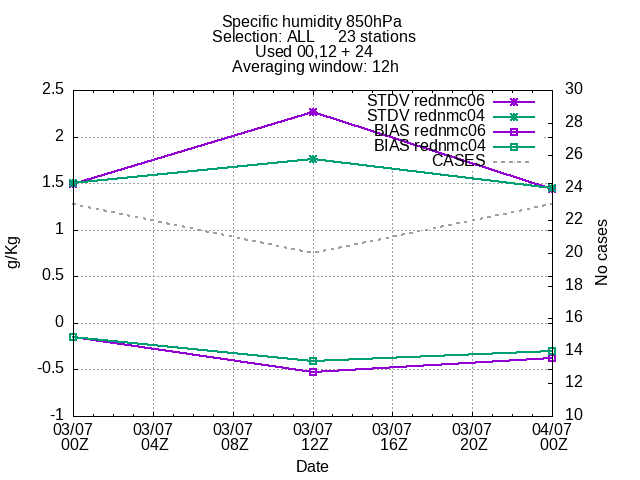 Specific humidity 850hPa
Selection: ALL 23 stations
Used 00,12 + 24
Averaging window: 12h
STDV rednmc06
STDV rednmc04
BIAS rednmc06
BIAS rednmc04
CASES
2.5
2
1.5
1
0.5
0
-0.5
-1
g/Kg
30
28
26
24
22
20
18
16
14
12
10
No cases
03/07 03/07 03/07 03/07 03/07 03/07 04/07
00Z 04Z 08Z 12Z 16Z 20Z 00Z
Date